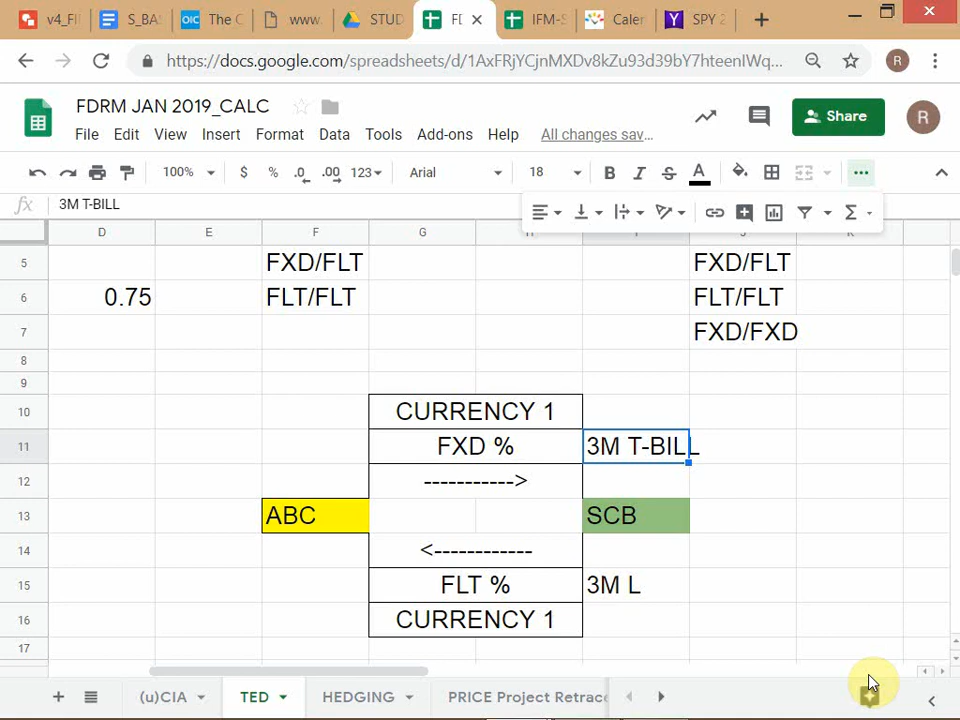 v4_FI
S_BA
OIC The C
www.
STUD
FD
IFM-S
Caler
SPY 2
https://docs.google.com/spreadsheets/d/1AxFRjYCjnMXDv8kZu93d39bY7hteenIWq...
R
FDRM JAN 2019_CALC
File Edit View Insert Format Data Tools Add-ons Help All changes sav...
Share
R
100% $ % .0 .00 123 Arial 18 B I S A ...
fx 3M T-BILL
D E F G H I J K
5 FXD/FLT FXD/FLT
6 0.75 FLT/FLT FLT/FLT
7 FXD/FXD
8
9
10 CURRENCY 1
11 FXD % 3M T-BILL
12 ----------->
13 ABC SCB
14 <------------
15 FLT % 3M L
16 CURRENCY 1
17
+ (u)CIA TED HEDGING PRICE Project Retrace